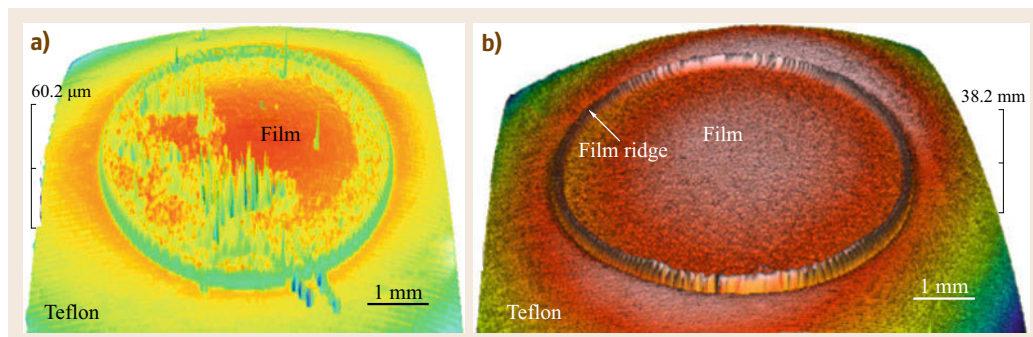 a)
60.2 μm
Film
Teflon
1 mm
b)
38.2 mm
Film
Film ridge
Teflon
1 mm